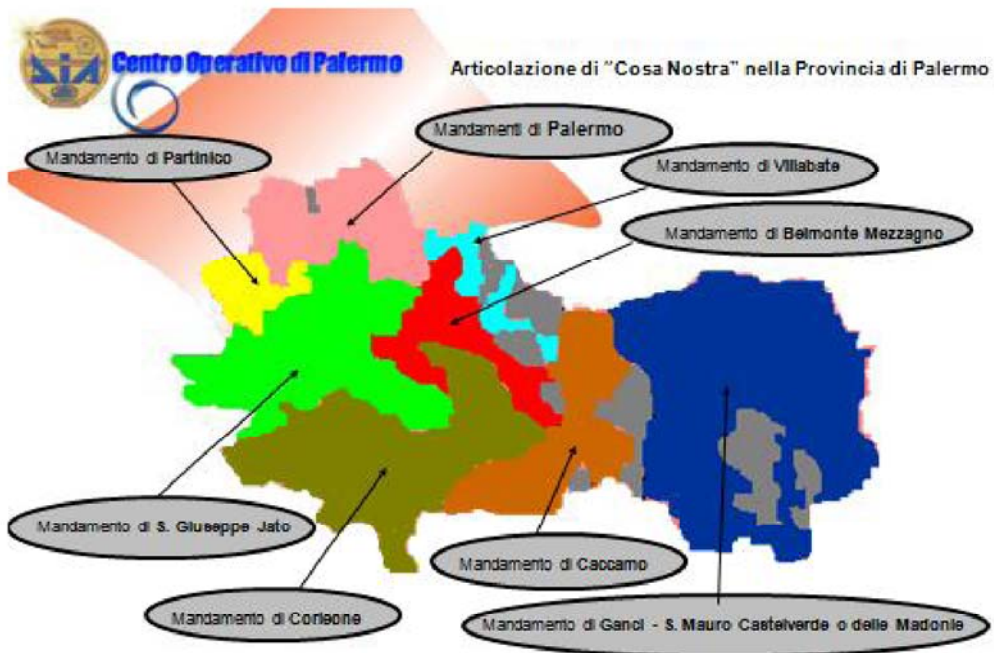 DIA
Centro Operativo di Palermo
Articolazione di "Cosa Nostra" nella Provincia di Palermo
Mandamenti di Palermo
Mandamento di Partinico
Mandamento di Villabate
Mandamento di Belmonte Mezzagno
Mandamento di S. Giuseppe Jato
Mandamento di Caccamo
Mandamento di Corleone
Mandamento di Ganci - S. Mauro Castelverde o delle Madonie